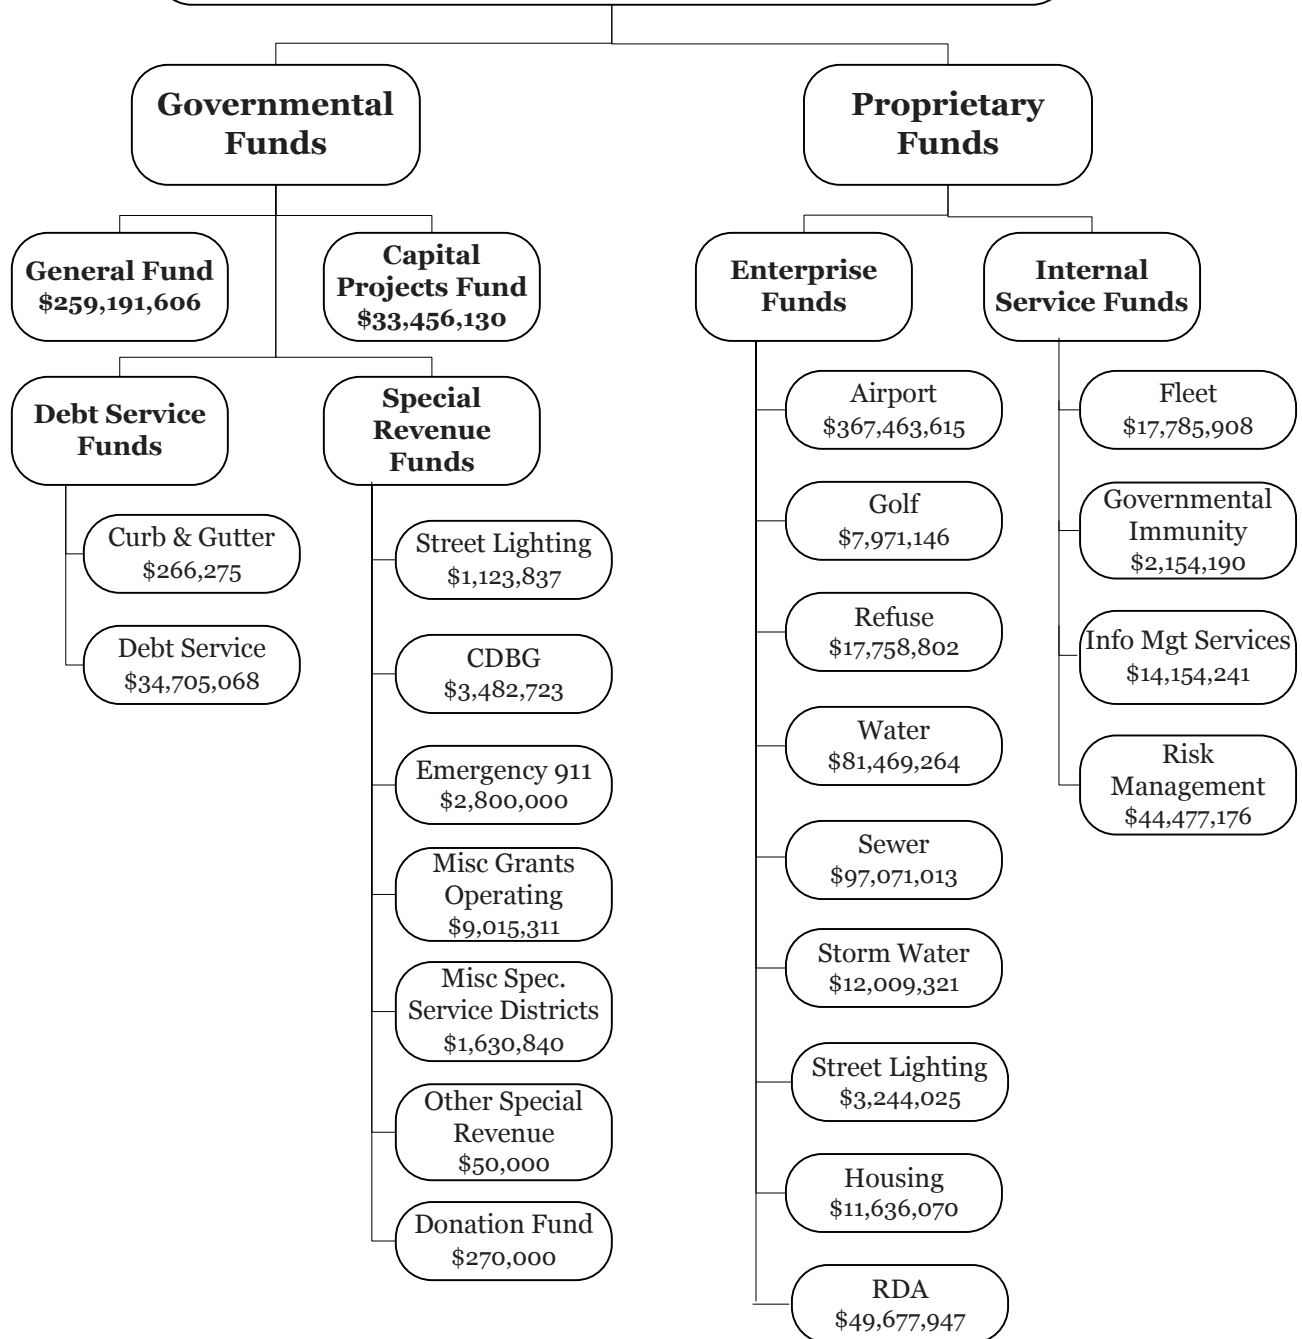 Governmental
Funds
Proprietary
Funds
General Fund
$259,191,606
Capital
Projects Fund
$33,456,130
Debt Service
Funds
Curb & Gutter
$266,275
Debt Service
$34,705,068
Special
Revenue
Funds
Street Lighting
$1,123,837
CDBG
$3,482,723
Emergency 911
$2,800,000
Misc Grants
Operating
$9,015,311
Misc Spec.
Service Districts
$1,630,840
Other Special
Revenue
$50,000
Donation Fund
$270,000
Enterprise
Funds
Airport
$367,463,615
Golf
$7,971,146
Refuse
$17,758,802
Water
$81,469,264
Sewer
$97,071,013
Storm Water
$12,009,321
Street Lighting
$3,244,025
Housing
$11,636,070
RDA
$49,677,947
Internal
Service Funds
Fleet
$17,785,908
Governmental
Immunity
$2,154,190
Info Mgt Services
$14,154,241
Risk
Management
$44,477,176